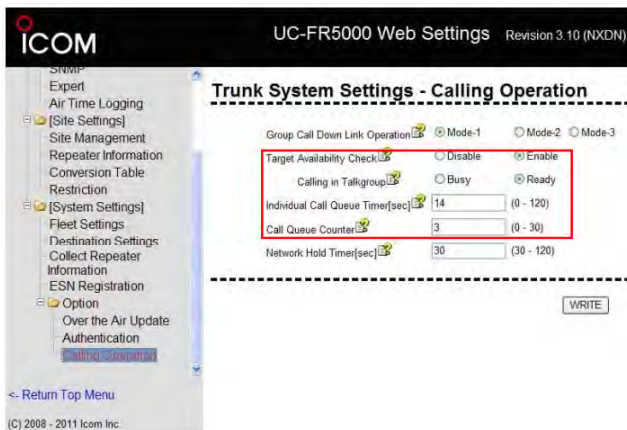 ICOM
UC-FR5000 Web Settings Revision 3.10 (NXDN)
SNMP
Expert
Air Time Logging
[Site Settings]
Site Management
Repeater Information
Conversion Table
Restriction
[System Settings]
Fleet Settings
Destination Settings
Collect Repeater
Information
ESN Registration
Option
Over the Air Update
Authentication
Calling Operation
<- Return Top Menu
(C) 2008 - 2011 Icom Inc.
Trunk System Settings - Calling Operation
Group Call Down Link Operation Mode-1 Mode-2 Mode-3
Target Availability Check Disable Enable
Calling in Talkgroup Busy Ready
Individual Call Queue Timer[sec] 14 (0 - 120)
Call Queue Counter 3 (0 - 30)
Network Hold Timer[sec] 30 (30 - 120)
WRITE